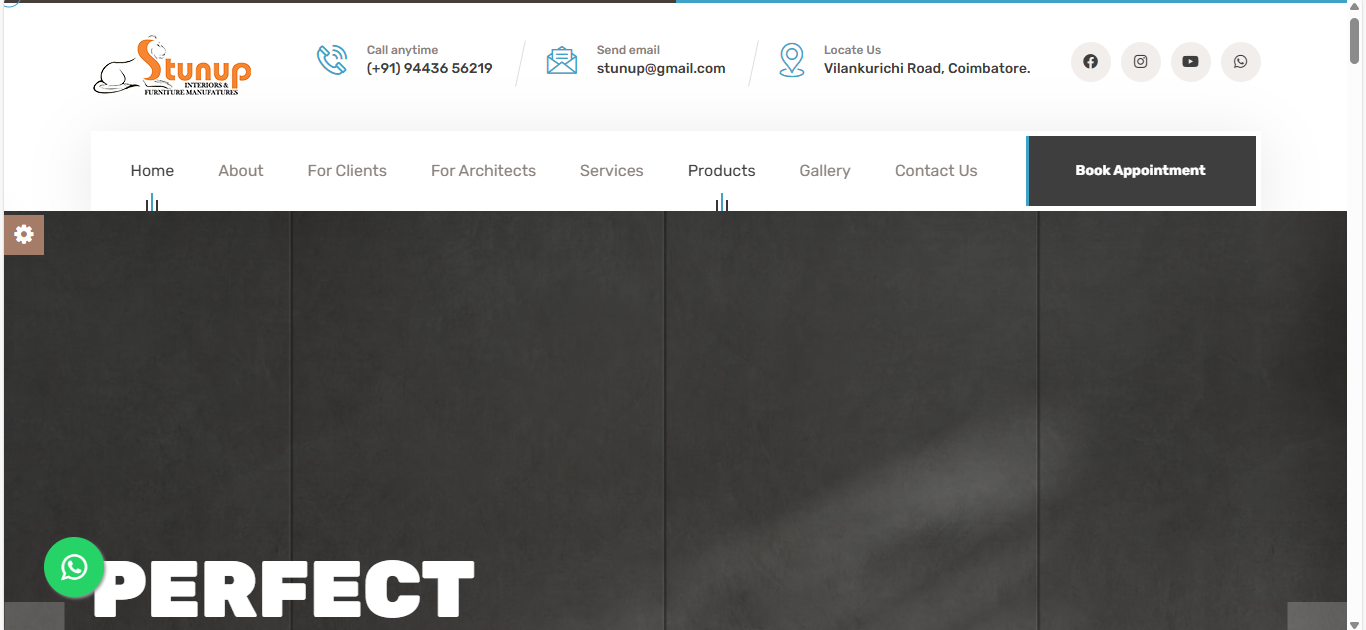 Stunup
INTERIORS &
FURNITURE MANUFATURES
Call anytime
(+91) 94436 56219
Send email
stunup@gmail.com
Locate Us
Vilankurichi Road, Coimbatore.
Home
About
For Clients
For Architects
Services
Products
Gallery
Contact Us
Book Appointment
PERFECT